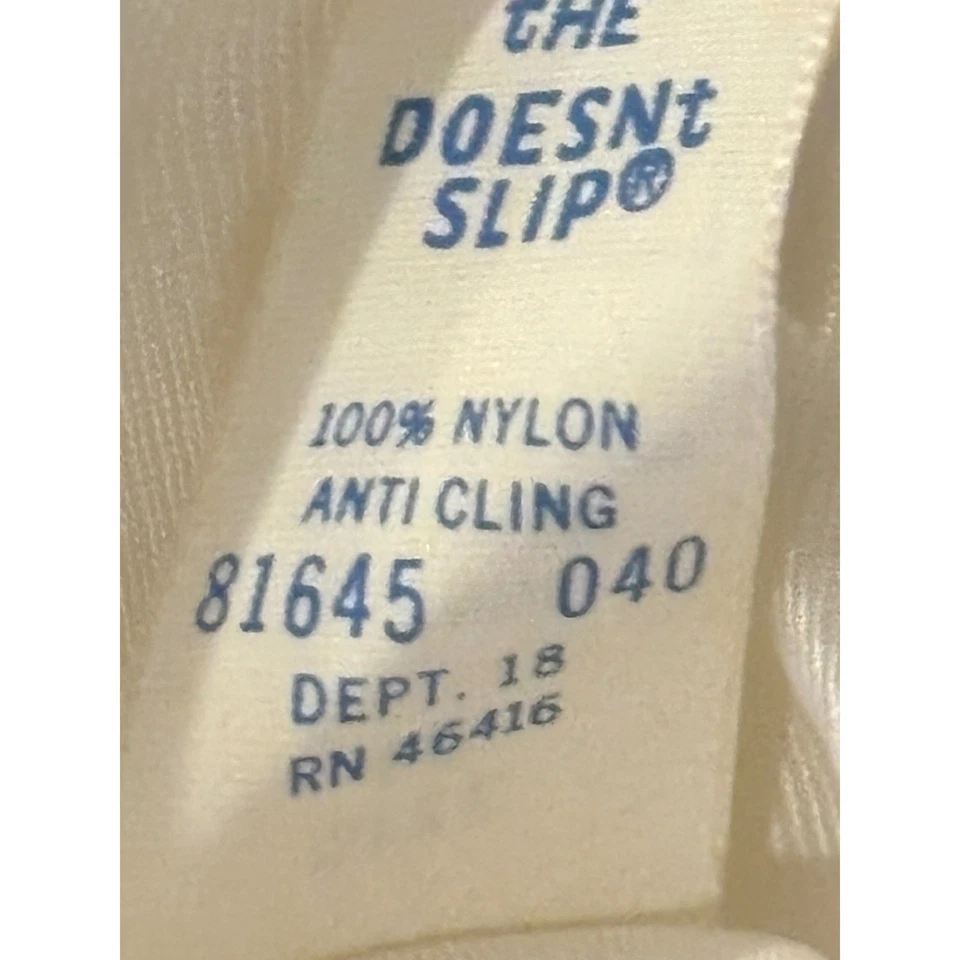 tHE
DOESNt
SLIP®
100% NYLON
ANTI CLING
81645 040
DEPT. 18
RN 46416